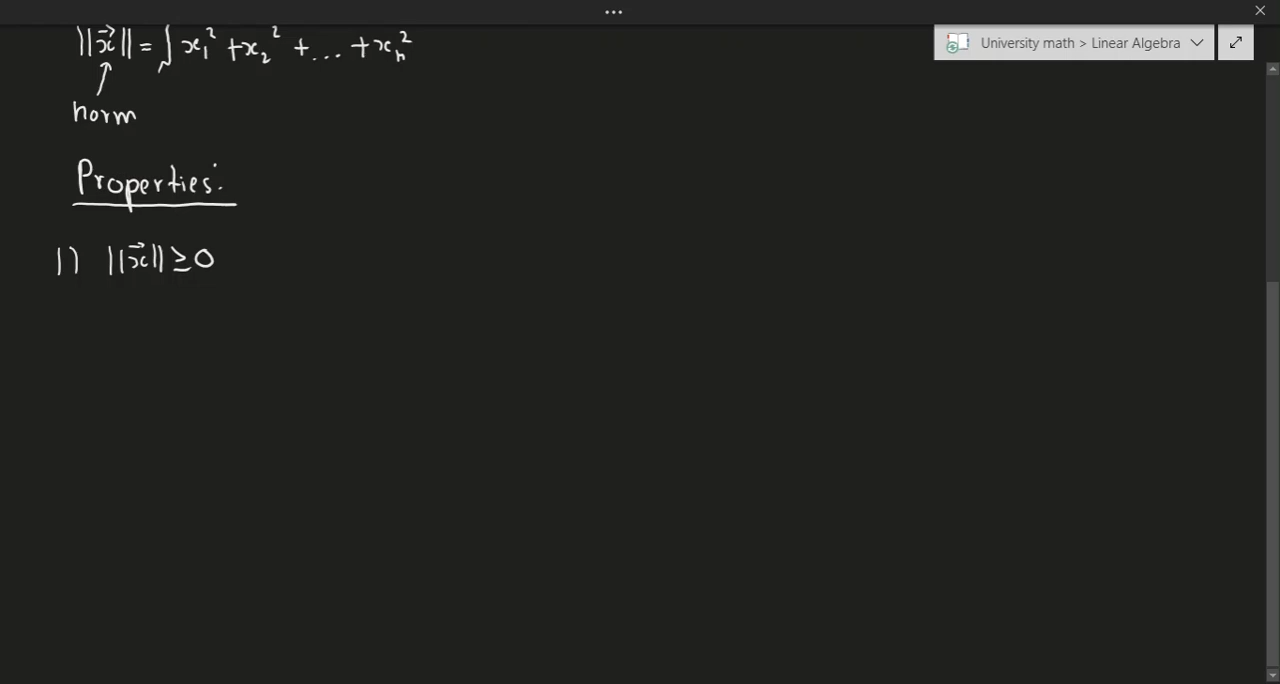 ...
University math > Linear Algebra
||x⃗|| = √x₁² + x₂² + ... + xₙ²
norm
Properties:
1) ||x⃗|| ≥ 0